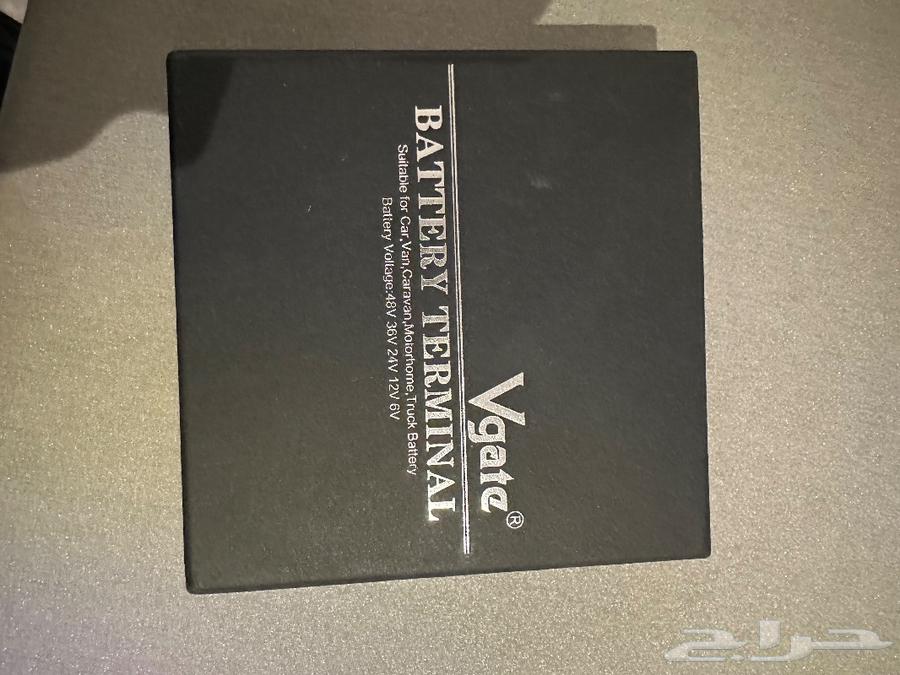 Vgate®
BATTERY TERMINAL
Suitable for Car,Van,Caravan,Motorhome,Truck Battery
Battery Voltage:48V 36V 24V 12V 6V
حراج